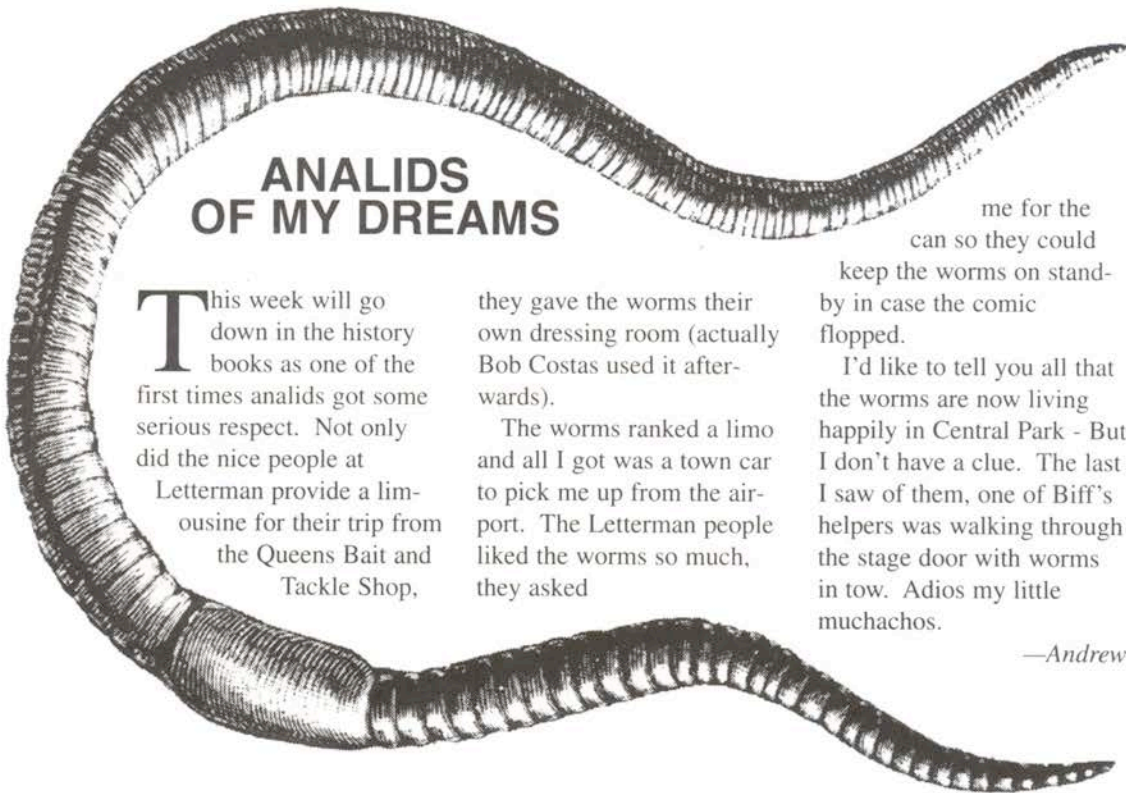 ANALIDS
OF MY DREAMS
This week will go
down in the history
books as one of the
first times analids got some
serious respect. Not only
did the nice people at
Letterman provide a lim-
ousine for their trip from
the Queens Bait and
Tackle Shop,
they gave the worms their
own dressing room (actually
Bob Costas used it after-
wards).
The worms ranked a limo
and all I got was a town car
to pick me up from the air-
port. The Letterman people
liked the worms so much,
they asked
me for the
can so they could
keep the worms on stand-
by in case the comic
flopped.
I'd like to tell you all that
the worms are now living
happily in Central Park - But
I don't have a clue. The last
I saw of them, one of Biff's
helpers was walking through
the stage door with worms
in tow. Adios my little
muchachos.
—Andrew